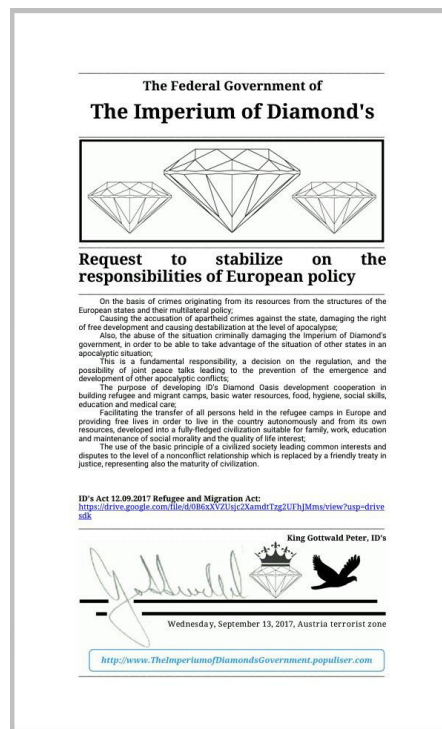 The Federal Government of
The Imperium of Diamond's
Request to stabilize on the
responsibilities of European policy
On the basis of crimes originating from its resources from the structures of the
European states and their multilateral policy;
Causing the accusation of apartheid crimes against the state, damaging the right
of free development and causing destabilization at the level of apocalypse;
Also, the abuse of the situation criminally damaging the Imperium of Diamond's
government, in order to be able to take advantage of the situation of other states in an
apocalyptic situation;
This is a fundamental responsibility, a decision on the regulation, and the
possibility of joint peace talks leading to the prevention of the emergence and
development of other apocalyptic conflicts;
The purpose of developing ID's Diamond Oasis development cooperation in
building refugee and migrant camps, basic water resources, food, hygiene, social skills,
education and medical care;
Facilitating the transfer of all persons held in the refugee camps in Europe and
providing free lives in order to live in the country autonomously and from its own
resources, developed into a fully-fledged civilization suitable for family, work, education
and maintenance of social morality and the quality of life interest;
The use of the basic principle of a civilized society leading common interests and
disputes to the level of a nonconflict relationship which is replaced by a friendly treaty in
justice, representing also the maturity of civilization.
ID's Act 12.09.2017 Refugee and Migration Act:
https://drive.google.com/file/d/0B6xXVZUsjc2XamdtTzg2UFhJMms/view?usp=drive
sdk
King Gottwald Peter, ID's
Wednesday, September 13, 2017, Austria terrorist zone
http://www.TheImperiumofDiamondsGovernment.populiser.com